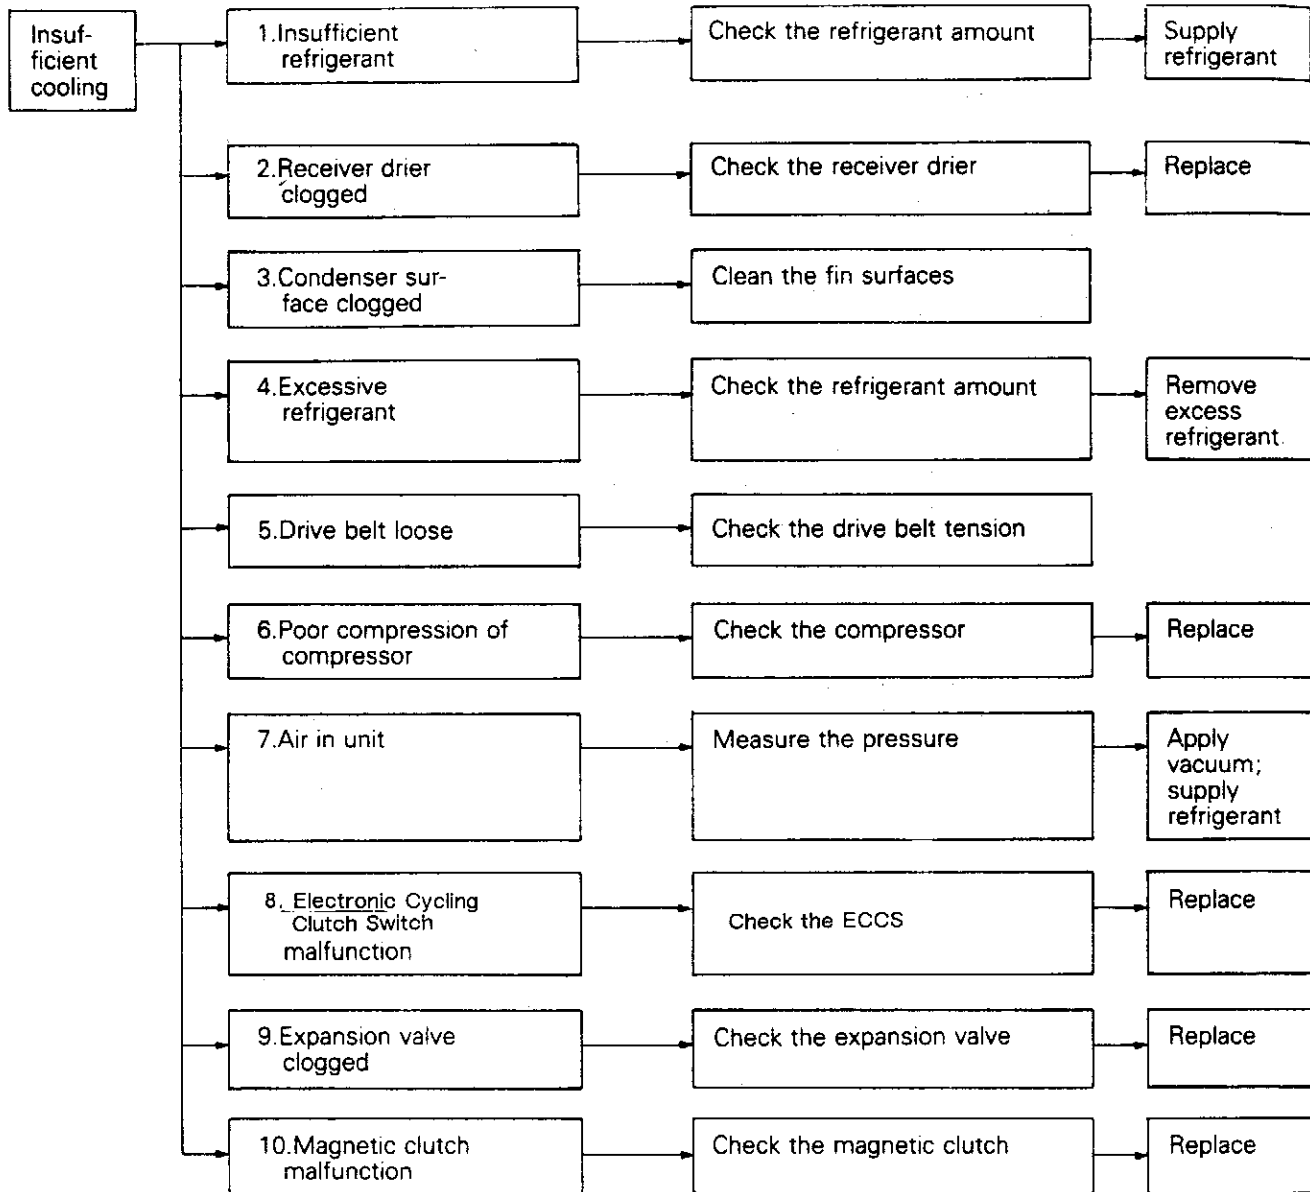 Insuf-
ficient
cooling
1.Insufficient
refrigerant
Check the refrigerant amount
Supply
refrigerant
2.Receiver drier
clogged
Check the receiver drier
Replace
3.Condenser sur-
face clogged
Clean the fin surfaces
4.Excessive
refrigerant
Check the refrigerant amount
Remove
excess
refrigerant
5.Drive belt loose
Check the drive belt tension
6.Poor compression of
compressor
Check the compressor
Replace
7.Air in unit
Measure the pressure
Apply
vacuum;
supply
refrigerant
8. Electronic Cycling
Clutch Switch
malfunction
Check the ECCS
Replace
9.Expansion valve
clogged
Check the expansion valve
Replace
10.Magnetic clutch
malfunction
Check the magnetic clutch
Replace